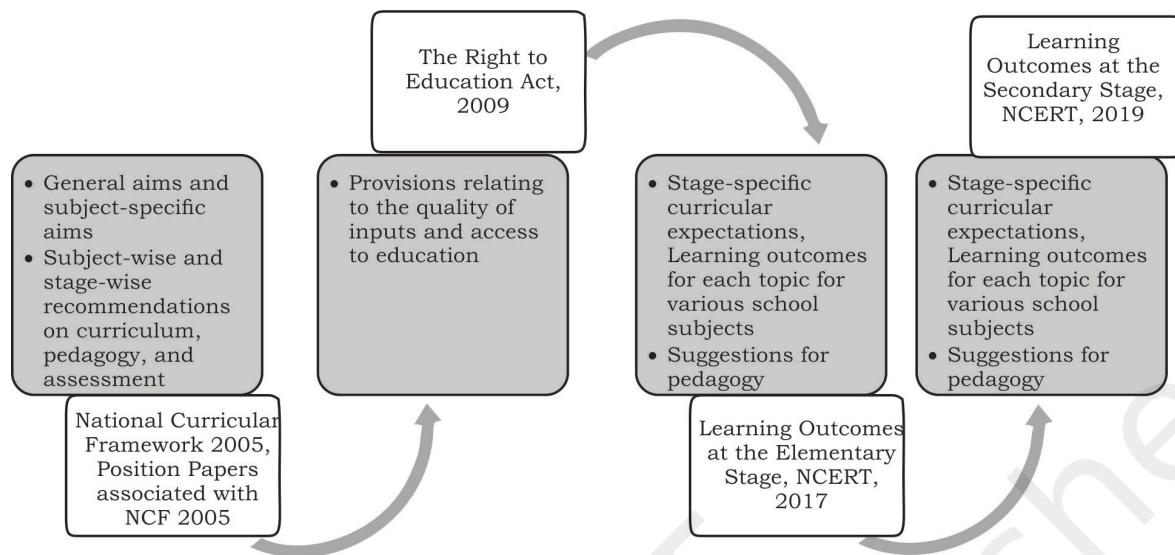 The Right to
Education Act,
2009
Learning
Outcomes at the
Secondary Stage,
NCERT, 2019
• General aims and
subject-specific
aims
• Subject-wise and
stage-wise
recommendations
on curriculum,
pedagogy, and
assessment
National Curricular
Framework 2005,
Position Papers
associated with
NCF 2005
• Provisions relating
to the quality of
inputs and access
to education
• Stage-specific
curricular
expectations,
Learning outcomes
for each topic for
various school
subjects
• Suggestions for
pedagogy
Learning Outcomes
at the Elementary
Stage, NCERT,
2017
• Stage-specific
curricular
expectations,
Learning outcomes
for each topic for
various school
subjects
• Suggestions for
pedagogy